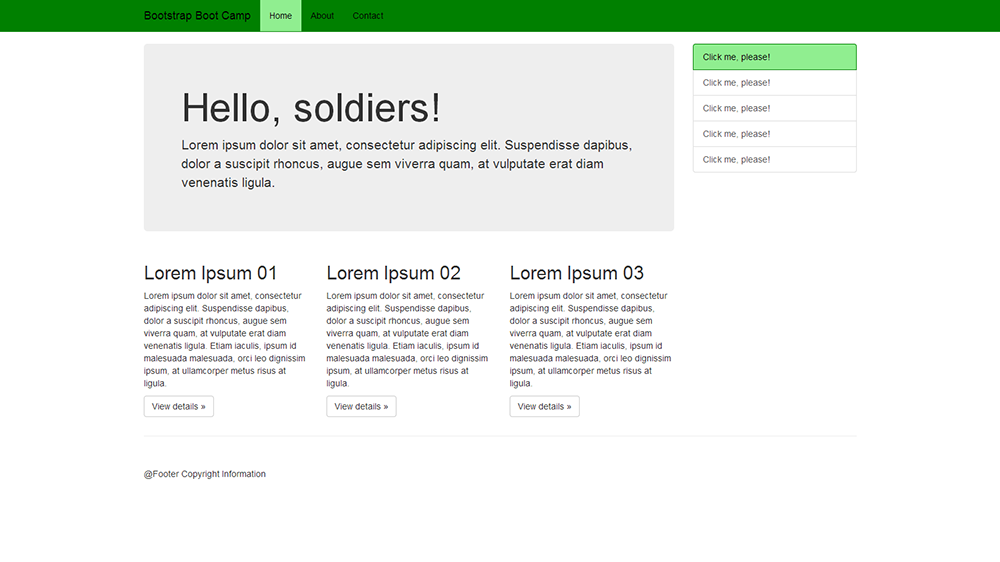 Bootstrap Boot Camp Home About Contact
Hello, soldiers!
Lorem ipsum dolor sit amet, consectetur adipiscing elit. Suspendisse dapibus,
dolor a suscipit rhoncus, augue sem viverra quam, at vulputate erat diam
venenatis ligula.
Click me, please!
Click me, please!
Click me, please!
Click me, please!
Click me, please!
Lorem Ipsum 01
Lorem ipsum dolor sit amet, consectetur
adipiscing elit. Suspendisse dapibus,
dolor a suscipit rhoncus, augue sem
viverra quam, at vulputate erat diam
venenatis ligula. Etiam iaculis, ipsum id
malesuada malesuada, orci leo dignissim
ipsum, at ullamcorper metus risus at
ligula.
View details »
Lorem Ipsum 02
Lorem ipsum dolor sit amet, consectetur
adipiscing elit. Suspendisse dapibus,
dolor a suscipit rhoncus, augue sem
viverra quam, at vulputate erat diam
venenatis ligula. Etiam iaculis, ipsum id
malesuada malesuada, orci leo dignissim
ipsum, at ullamcorper metus risus at
ligula.
View details »
Lorem Ipsum 03
Lorem ipsum dolor sit amet, consectetur
adipiscing elit. Suspendisse dapibus,
dolor a suscipit rhoncus, augue sem
viverra quam, at vulputate erat diam
venenatis ligula. Etiam iaculis, ipsum id
malesuada malesuada, orci leo dignissim
ipsum, at ullamcorper metus risus at
ligula.
View details »
@Footer Copyright Information